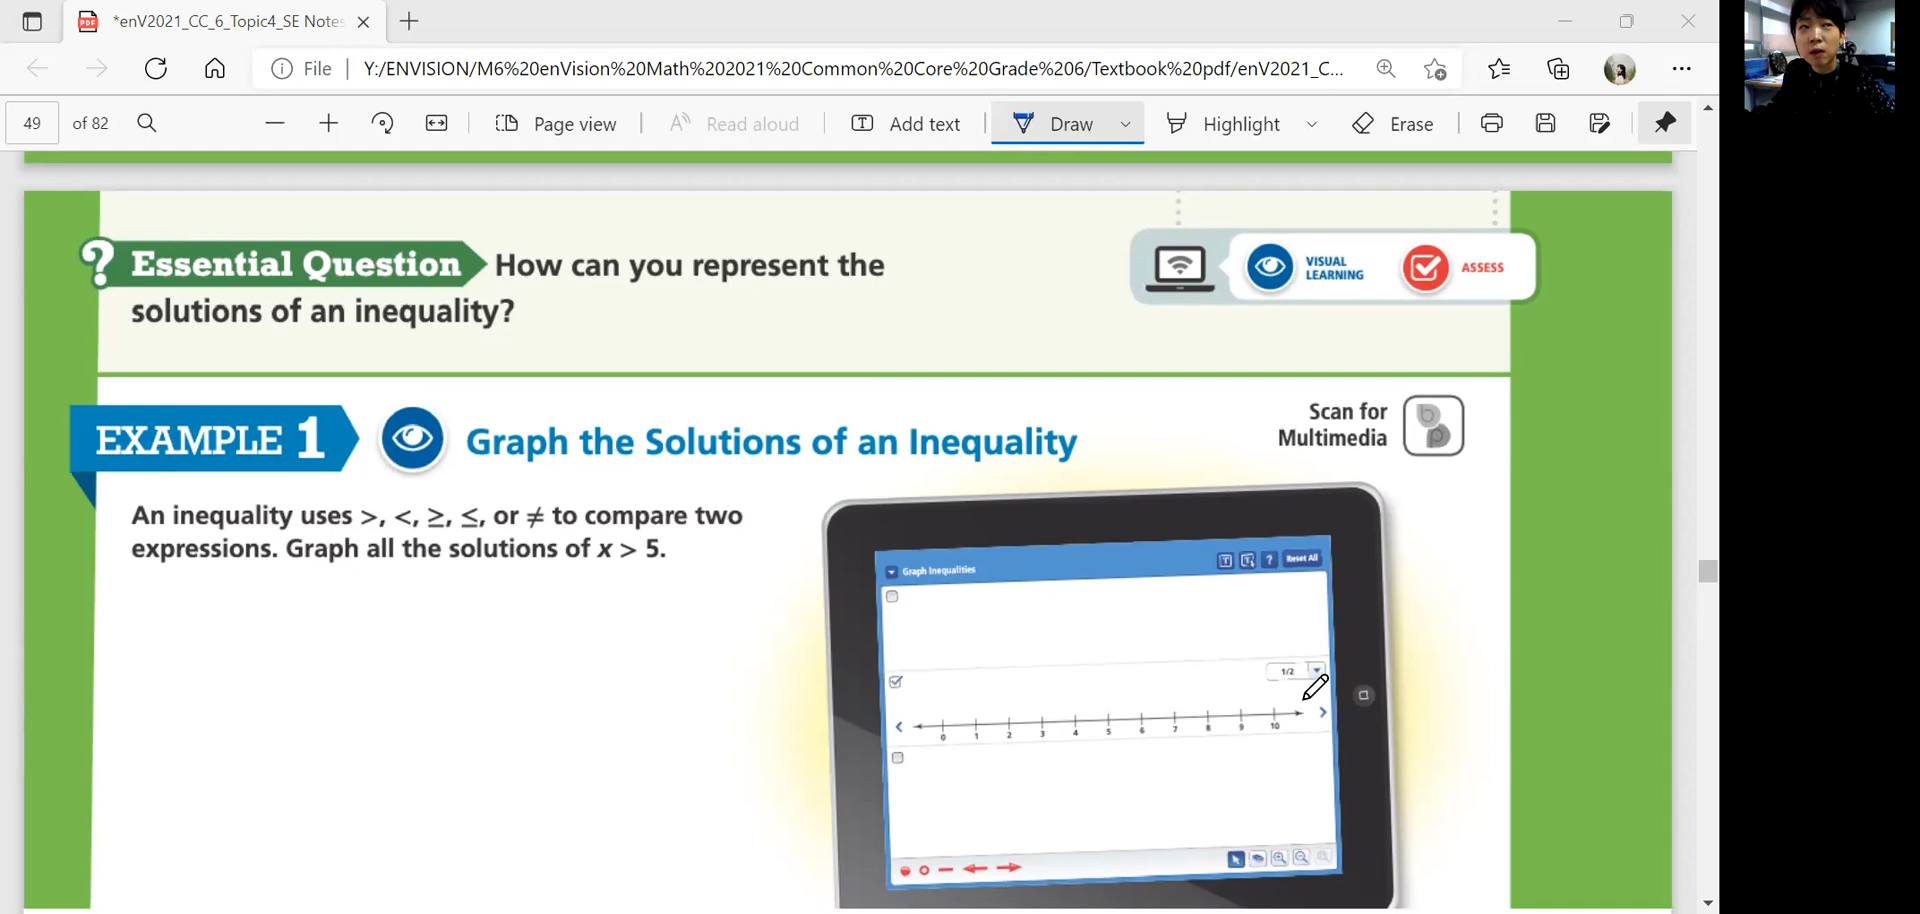 *enV2021_CC_6_Topic4_SE Notes
File
Y:/ENVISION/M6%20enVision%20Math%202021%20Common%20Core%20Grade%206/Textbook%20pdf/enV2021_C...
49 of 82
Page view
Read aloud
Add text
Draw
Highlight
Erase
? Essential Question How can you represent the
solutions of an inequality?
VISUAL
LEARNING
ASSESS
EXAMPLE 1
Graph the Solutions of an Inequality
Scan for
Multimedia
An inequality uses >, <, ≥, ≤, or ≠ to compare two
expressions. Graph all the solutions of x > 5.
Graph Inequalities
T
?
Reset All
1/2
0 1 2 3 4 5 6 7 8 9 10